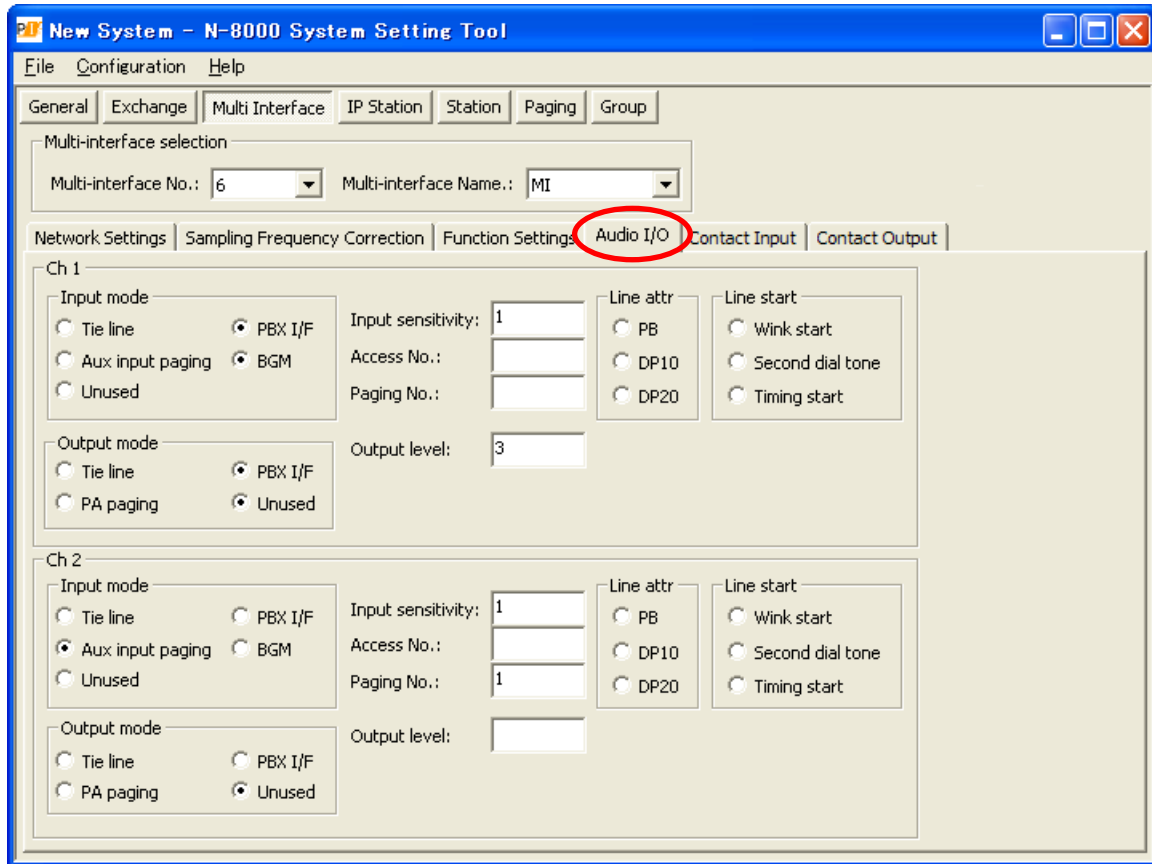 New System - N-8000 System Setting Tool
File Configuration Help
General Exchange Multi Interface IP Station Station Paging Group
Multi-interface selection
Multi-interface No.: 6 Multi-interface Name.: MI
Network Settings Sampling Frequency Correction Function Settings Audio I/O Contact Input Contact Output
Ch 1
Input mode Line attr Line start
Tie line PBX I/F Input sensitivity: 1 PB Wink start
Aux input paging BGM Access No.: DP10 Second dial tone
Unused Paging No.: DP20 Timing start
Output mode Output level: 3
Tie line PBX I/F
PA paging Unused
Ch 2
Input mode Line attr Line start
Tie line PBX I/F Input sensitivity: 1 PB Wink start
Aux input paging BGM Access No.: DP10 Second dial tone
Unused Paging No.: 1 DP20 Timing start
Output mode Output level:
Tie line PBX I/F
PA paging Unused